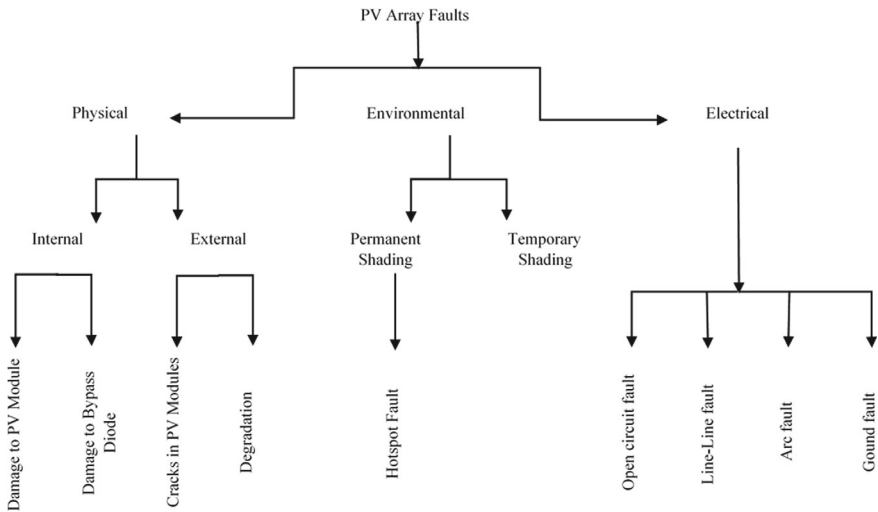 PV Array Faults
Physical
Environmental
Electrical
Internal
External
Permanent
Shading
Temporary
Shading
Damage to PV Module
Damage to Bypass
Diode
Cracks in PV Modules
Degradation
Hotspot Fault
Open circuit fault
Line-Line fault
Arc fault
Gound fault